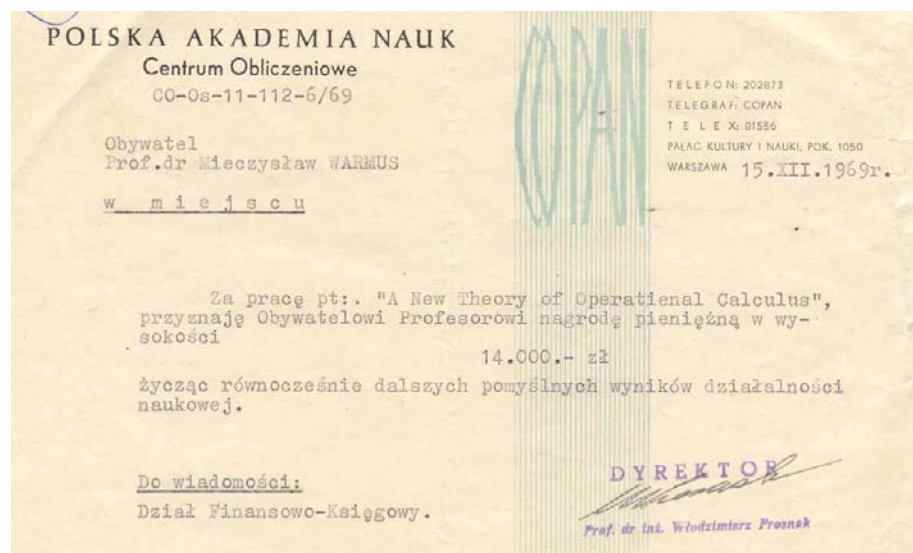 POLSKA AKADEMIA NAUK
Centrum Obliczeniowe
CO-Os-11-112-6/69
COPAN
TELEFON: 202873
TELEGRAF: COPAN
TELEX: 81556
PAŁAC KULTURY I NAUKI, POK. 1050
WARSZAWA 15.XII.1969r.
Obywatel
Prof.dr Mieczysław WARMUS
w miejscu
Za pracę pt:. "A New Theory of Operatienal Calculus",
przyznaję Obywatelowi Profesorowi nagrodę pieniężną w wy-
sokości
14.000.- zł
życząc równocześnie dalszych pomyślnych wyników działalności
naukowej.
Do wiadomości:
Dział Finansowo-Księgowy.
DYREKTOR
Prof. dr inż. Włodzimierz Prosnak